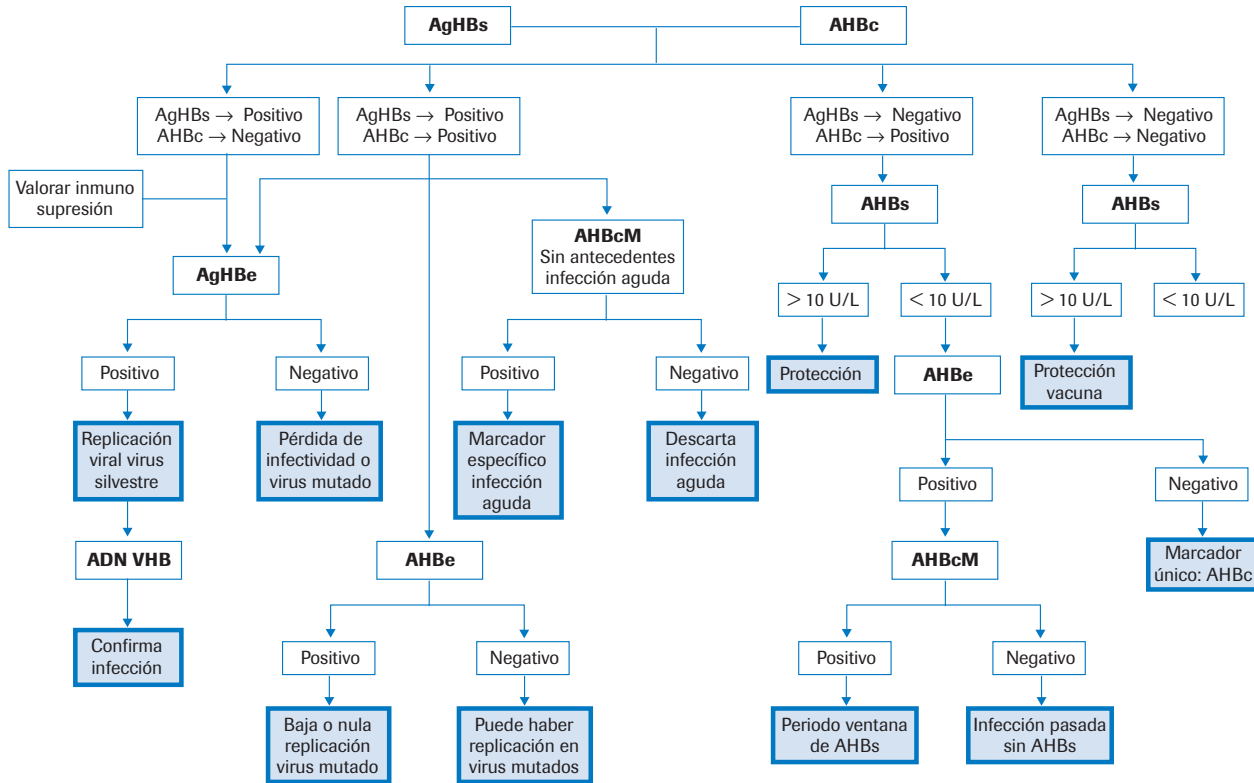 AgHBs
AHBc
AgHBs → Positivo
AHBc → Negativo
AgHBs → Positivo
AHBc → Positivo
AgHBs → Negativo
AHBc → Positivo
AgHBs → Negativo
AHBc → Negativo
Valorar inmuno
supresión
AHBs
AHBs
AHBcM
Sin antecedentes
infección aguda
AgHBe
> 10 U/L
< 10 U/L
> 10 U/L
< 10 U/L
Positivo
Negativo
Positivo
Negativo
Protección
AHBe
Protección
vacuna
Replicación
viral virus
silvestre
Pérdida de
infectividad o
virus mutado
Marcador
específico
infección
aguda
Descarta
infección
aguda
Positivo
Negativo
ADN VHB
AHBe
AHBcM
Marcador
único: AHBc
Confirma
infección
Positivo
Negativo
Positivo
Negativo
Baja o nula
replicación
virus mutado
Puede haber
replicación en
virus mutados
Periodo ventana
de AHBs
Infección pasada
sin AHBs